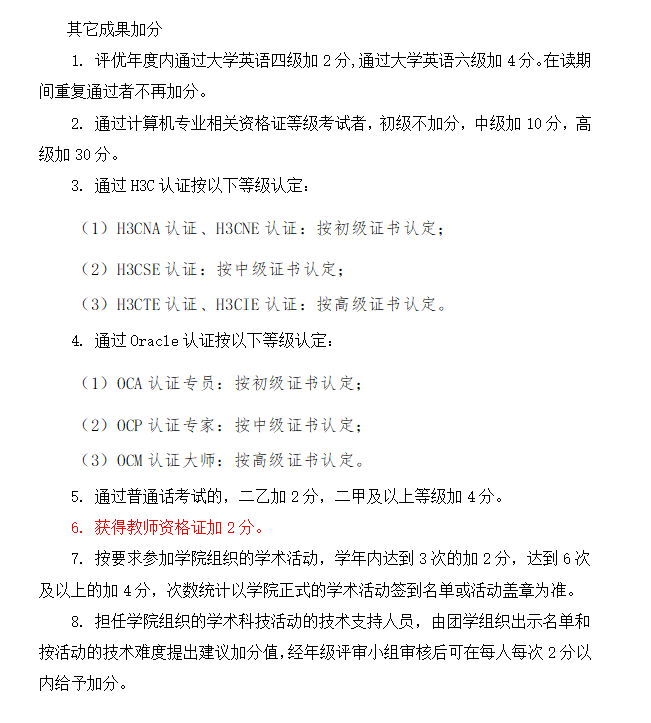 其它成果加分
1. 评优年度内通过大学英语四级加 2 分,通过大学英语六级加 4 分。在读期
间重复通过者不再加分。
2. 通过计算机专业相关资格证等级考试者，初级不加分，中级加 10 分，高
级加 30 分。
3. 通过 H3C 认证按以下等级认定：
（1）H3CNA 认证、H3CNE 认证：按初级证书认定；
（2）H3CSE 认证：按中级证书认定；
（3）H3CTE 认证、H3CIE 认证：按高级证书认定。
4. 通过 Oracle 认证按以下等级认定：
（1）OCA 认证专员：按初级证书认定；
（2）OCP 认证专家：按中级证书认定；
（3）OCM 认证大师：按高级证书认定。
5. 通过普通话考试的，二乙加 2 分，二甲及以上等级加 4 分。
6. 获得教师资格证加 2 分。
7. 按要求参加学院组织的学术活动，学年内达到 3 次的加 2 分，达到 6 次
及以上的加 4 分，次数统计以学院正式的学术活动签到名单或活动盖章为准。
8. 担任学院组织的学术科技活动的技术支持人员，由团学组织出示名单和
按活动的技术难度提出建议加分值,经年级评审小组审核后可在每人每次 2 分以
内给予加分。